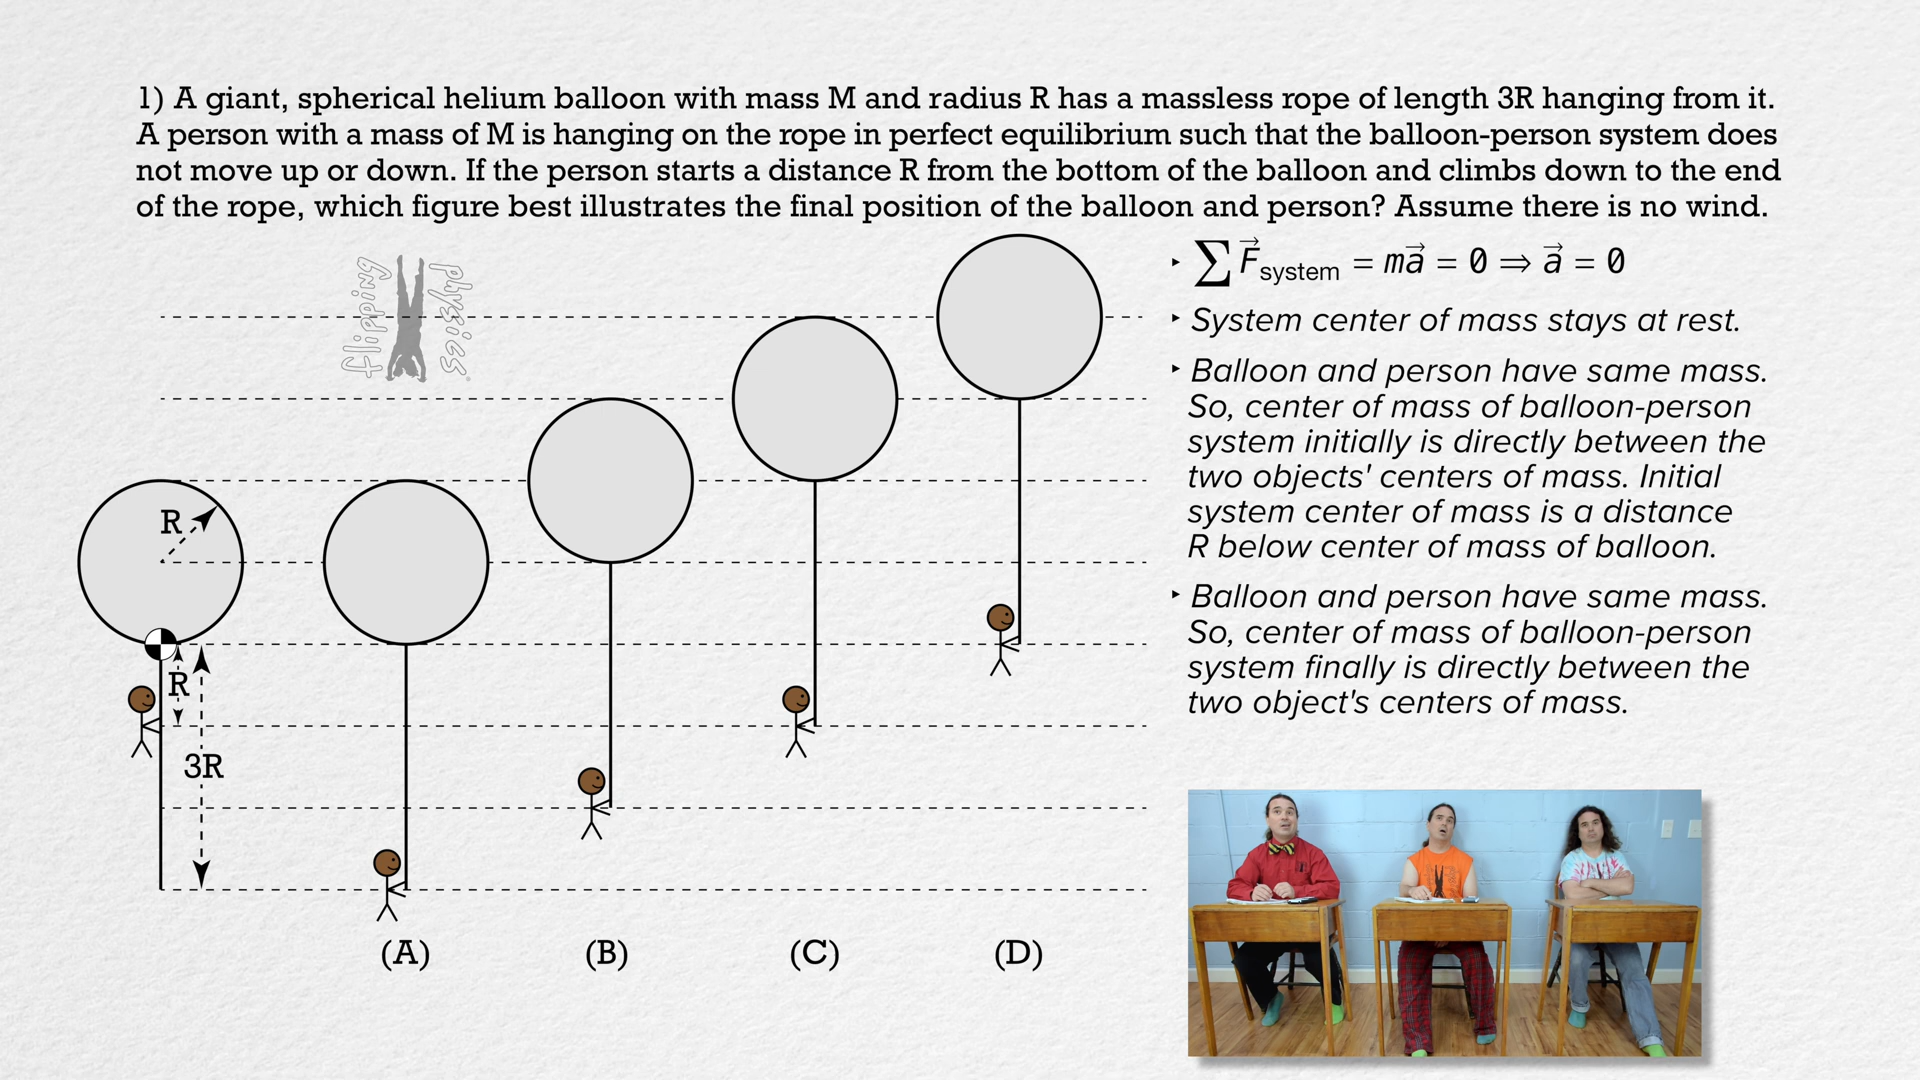 1) A giant, spherical helium balloon with mass M and radius R has a massless rope of length 3R hanging from it.
A person with a mass of M is hanging on the rope in perfect equilibrium such that the balloon-person system does
not move up or down. If the person starts a distance R from the bottom of the balloon and climbs down to the end
of the rope, which figure best illustrates the final position of the balloon and person? Assume there is no wind.
flipping
physics
R
R
3R
(A)
(B)
(C)
(D)
‣ ∑F⃗system = ma⃗ = 0 ⇒ a⃗ = 0
‣ System center of mass stays at rest.
‣ Balloon and person have same mass.
So, center of mass of balloon-person
system initially is directly between the
two objects' centers of mass. Initial
system center of mass is a distance
R below center of mass of balloon.
‣ Balloon and person have same mass.
So, center of mass of balloon-person
system finally is directly between the
two object's centers of mass.